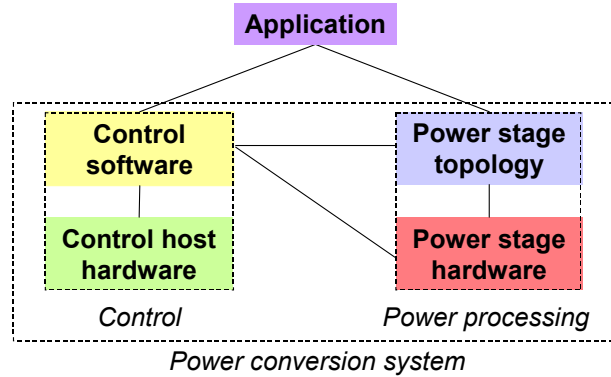 Application
Control
software
Power stage
topology
Control host
hardware
Power stage
hardware
Control
Power processing
Power conversion system